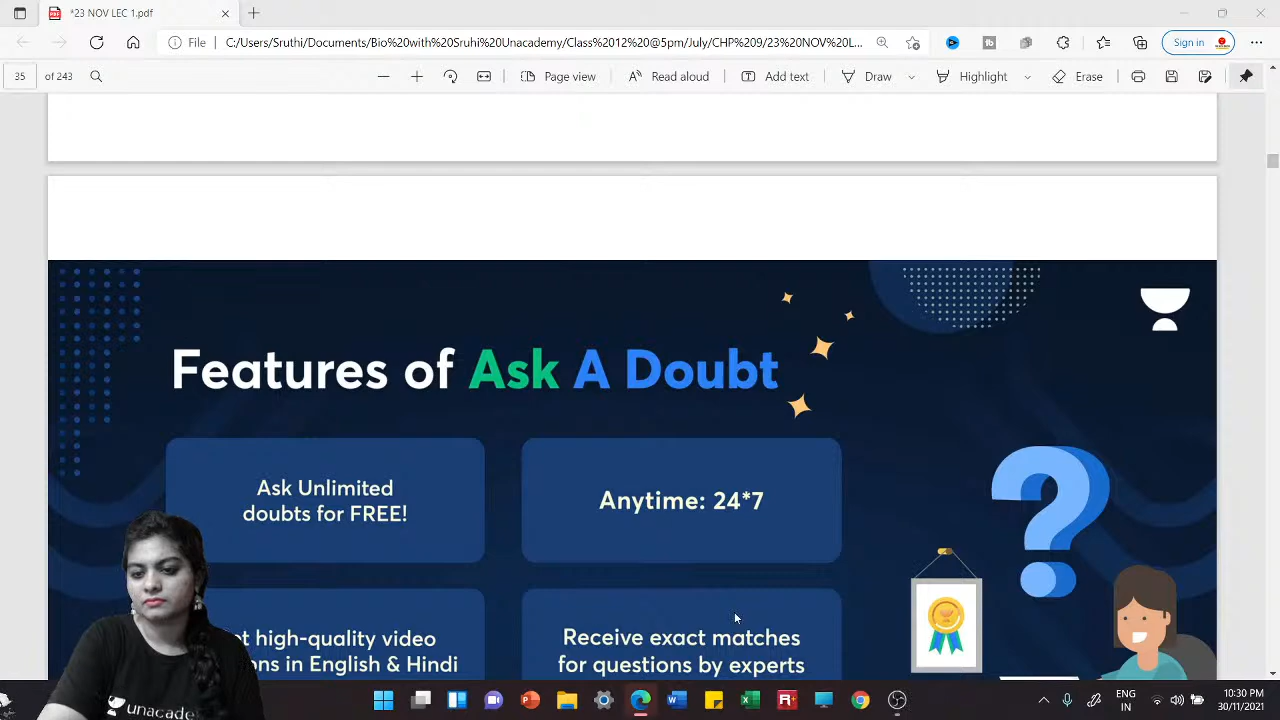 *23 NOV LEC 1.pdf
File
C:/Users/Sruthi/Documents/Bio%20with%20Sruhi%20Un/Academy/Class%2012%20@5pm/July/CHP%209/23%20NOV%20L...
Sign in
35 of 243
Page view
Read aloud
Add text
Draw
Highlight
Erase
Features of Ask A Doubt
Ask Unlimited
doubts for FREE!
Anytime: 24*7
high-quality video
in English & Hindi
Receive exact matches
for questions by experts
unacade
ENG
IN
10:30 PM
30/11/2021